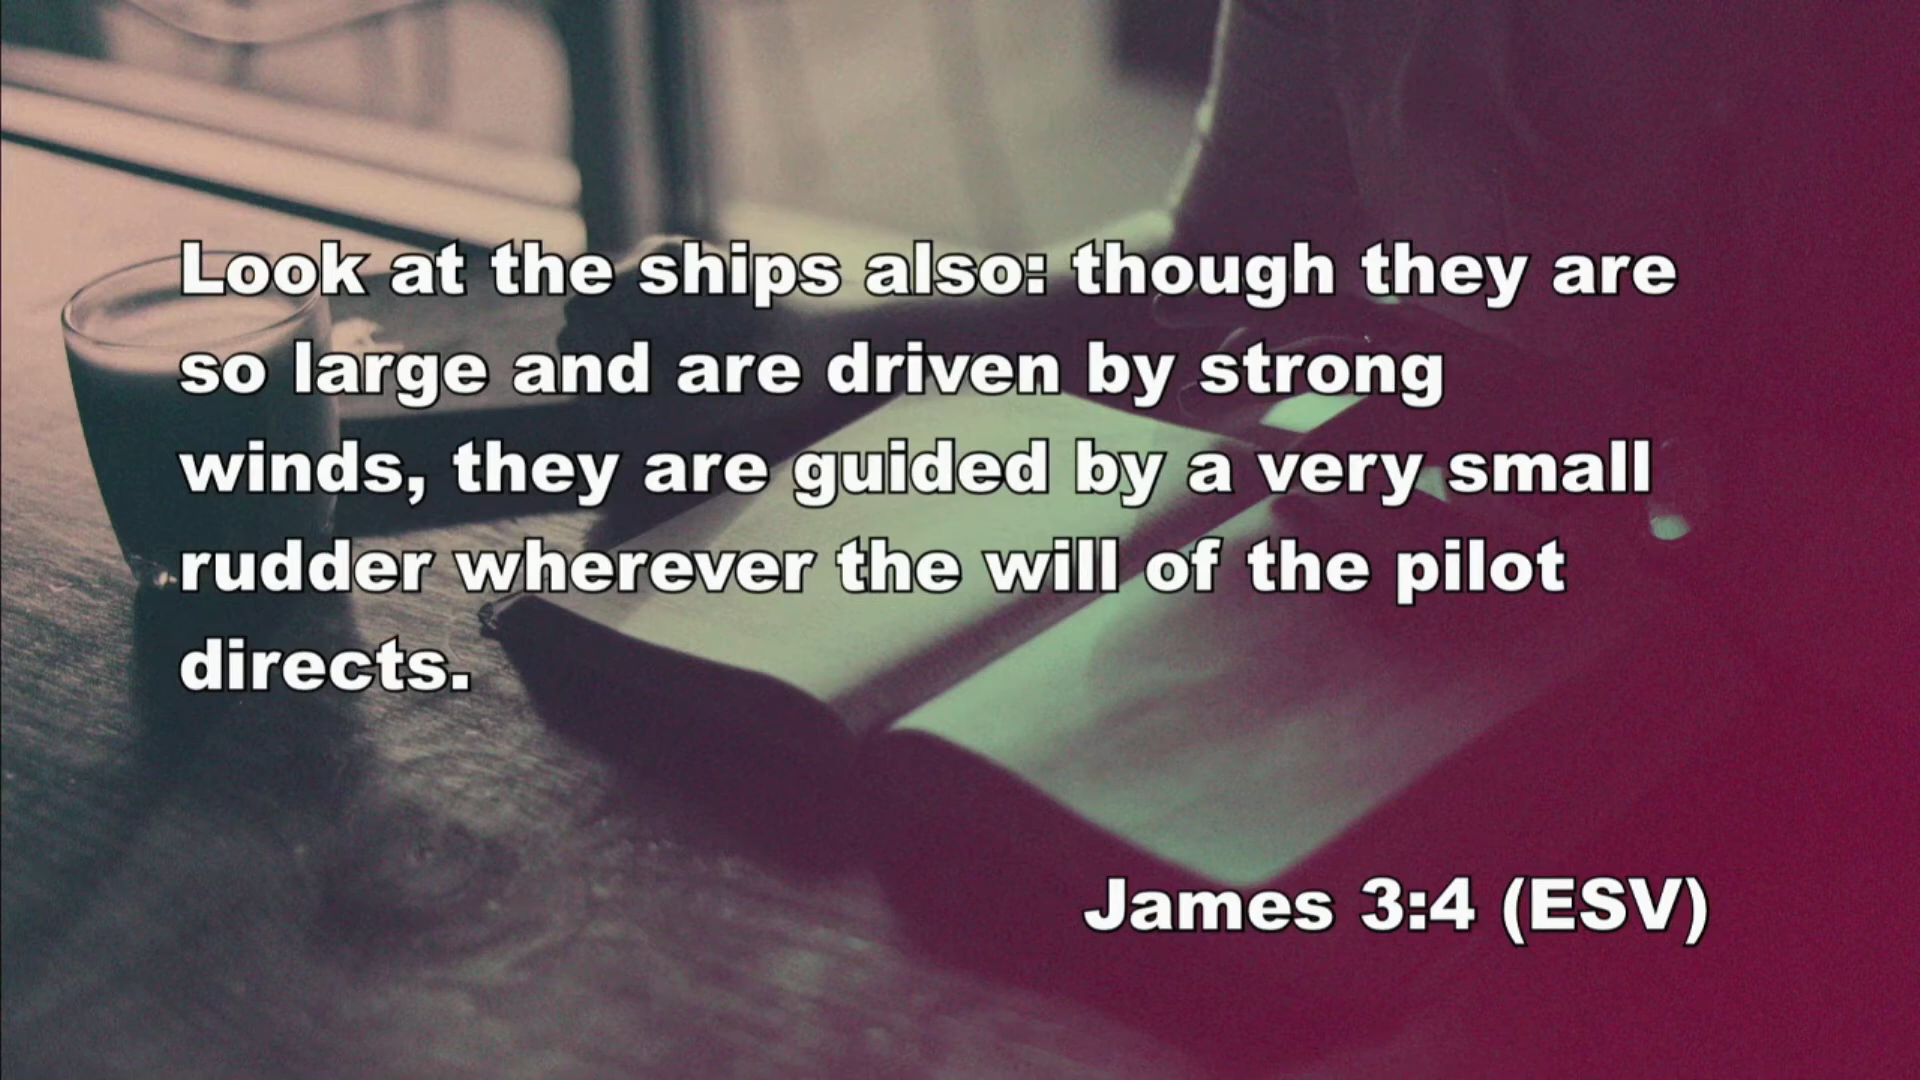 Look at the ships also: though they are
so large and are driven by strong
winds, they are guided by a very small
rudder wherever the will of the pilot
directs.
James 3:4 (ESV)